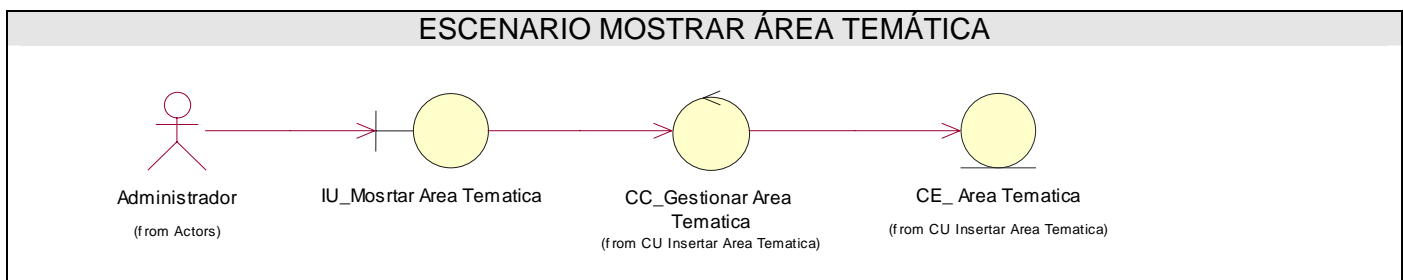 ESCENARIO MOSTRAR ÁREA TEMÁTICA
Administrador
(from Actors)
IU_Mosrtar Area Tematica
CC_Gestionar Area
Tematica
(from CU Insertar Area Tematica)
CE_ Area Tematica
(from CU Insertar Area Tematica)